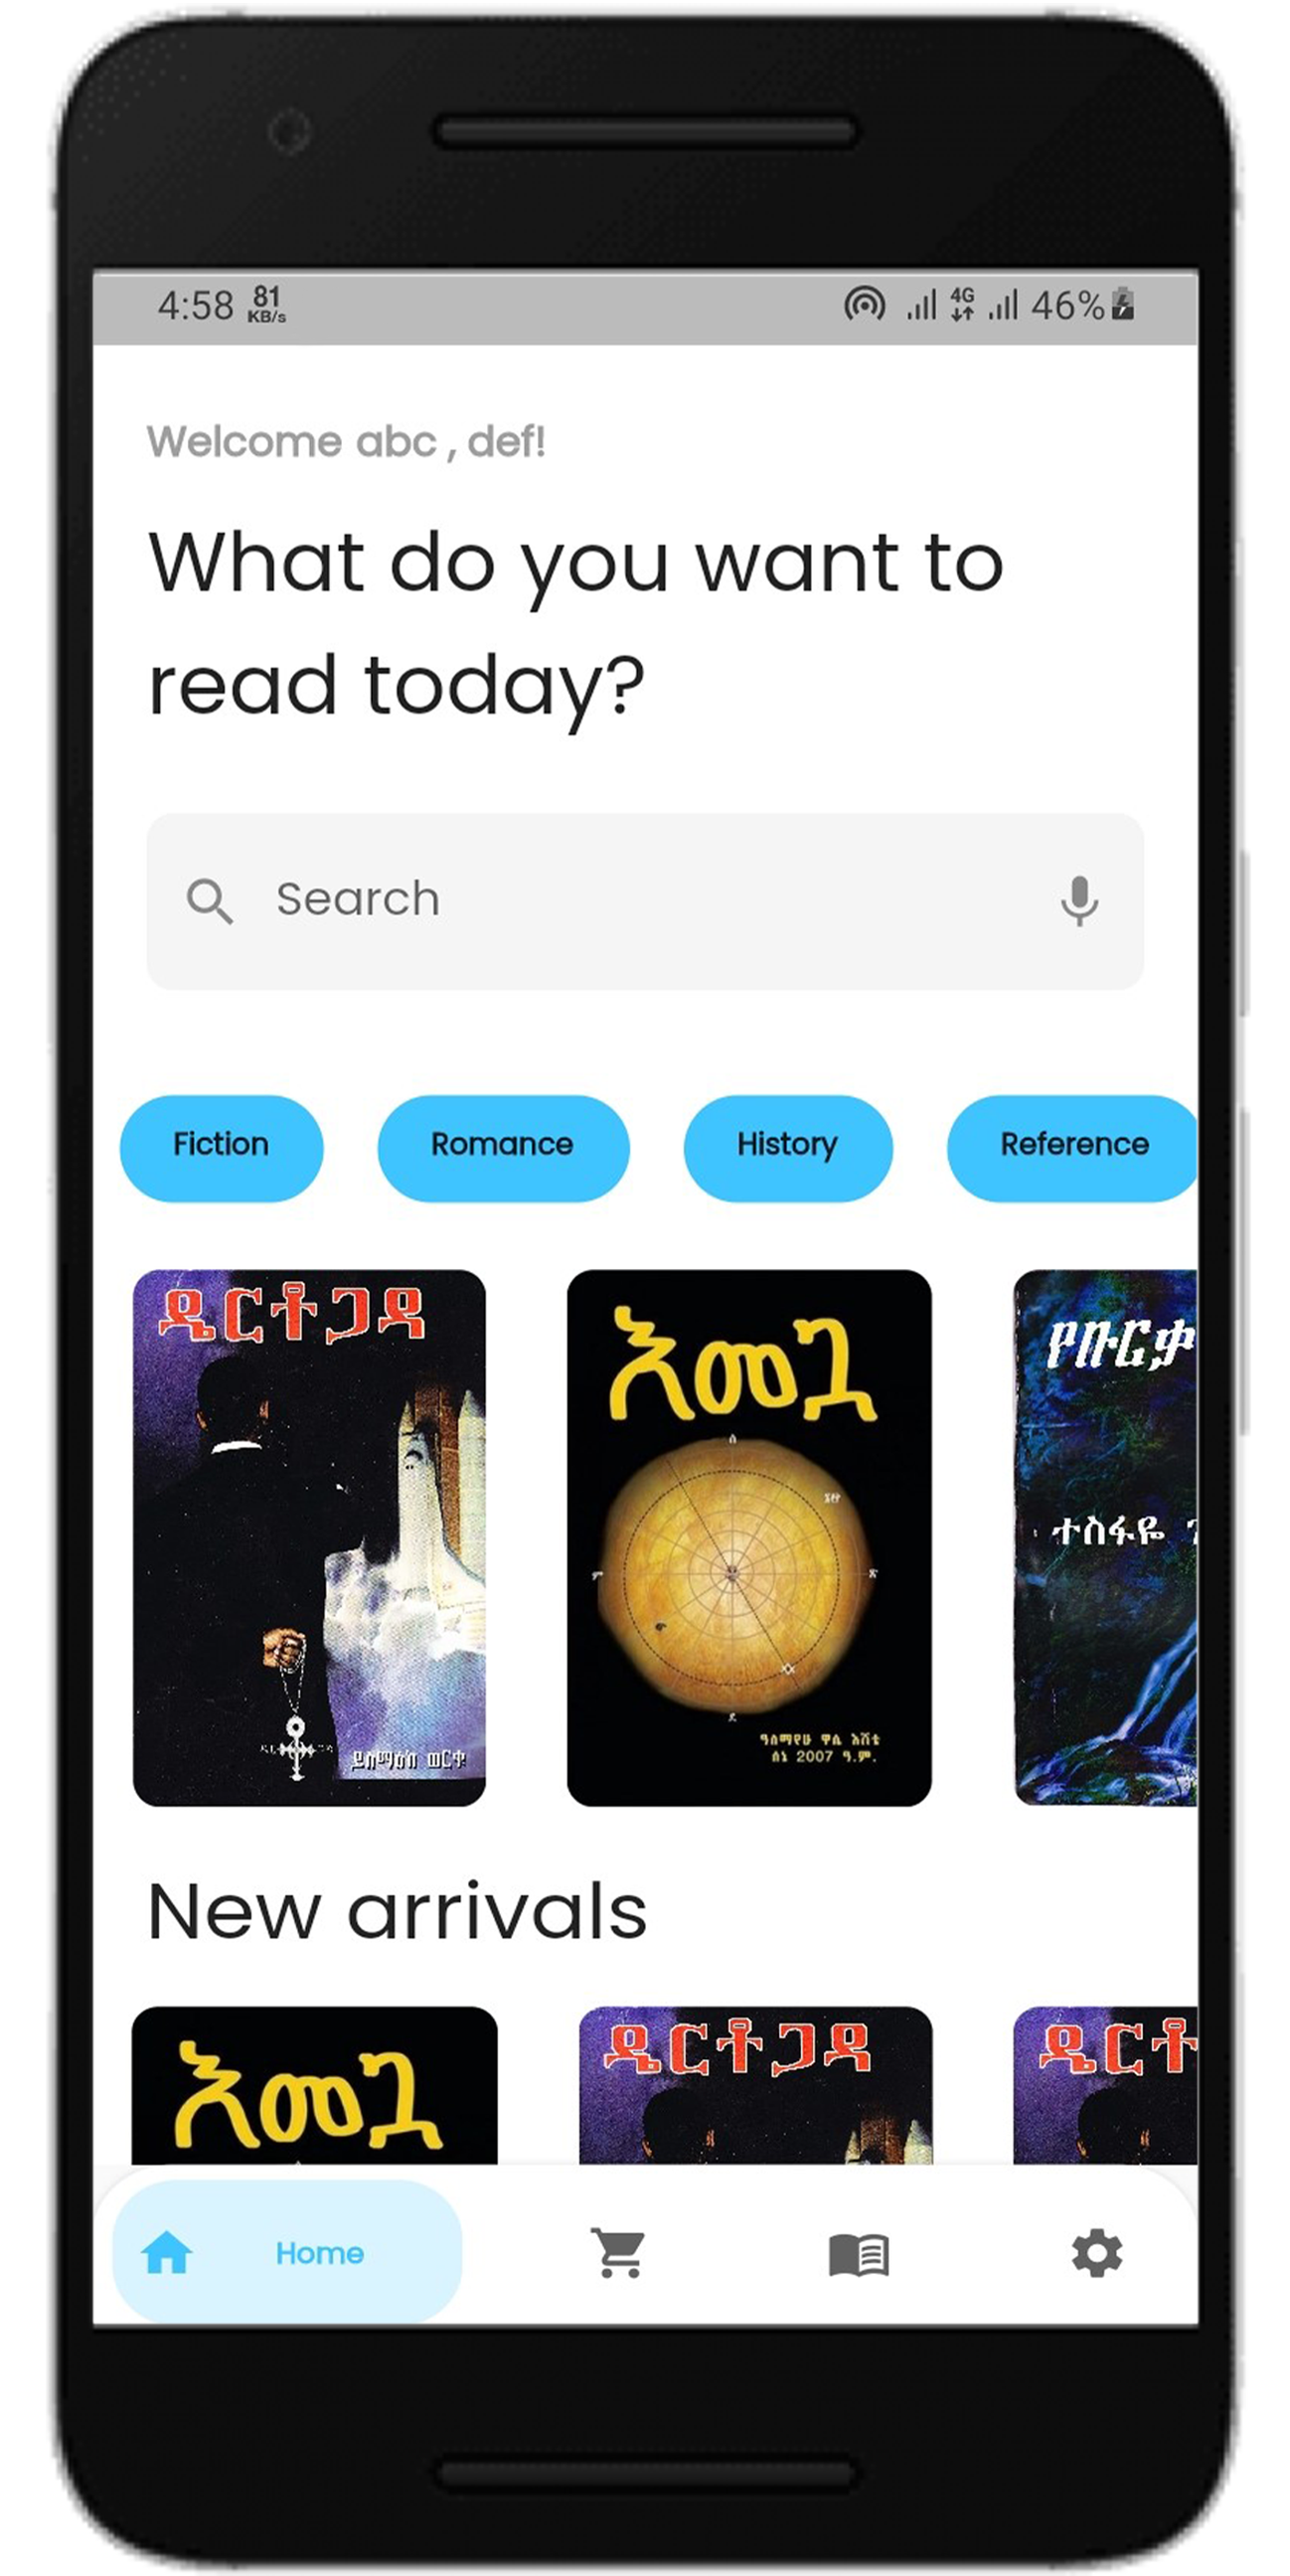 4:58 81 KB/s 4G 46%
Welcome abc , def!
What do you want to
read today?
Search
Fiction Romance History Reference
ዴርቶጋዳ
ይስማዕከ ወርቁ
እመጓ
ዓለማየሁ ዋሴ እሸቴ
ሰኔ 2007 ዓ.ም.
የቡርቃ
ተስፋዬ
New arrivals
እመጓ
ዴርቶጋዳ
ዴርቶ
Home